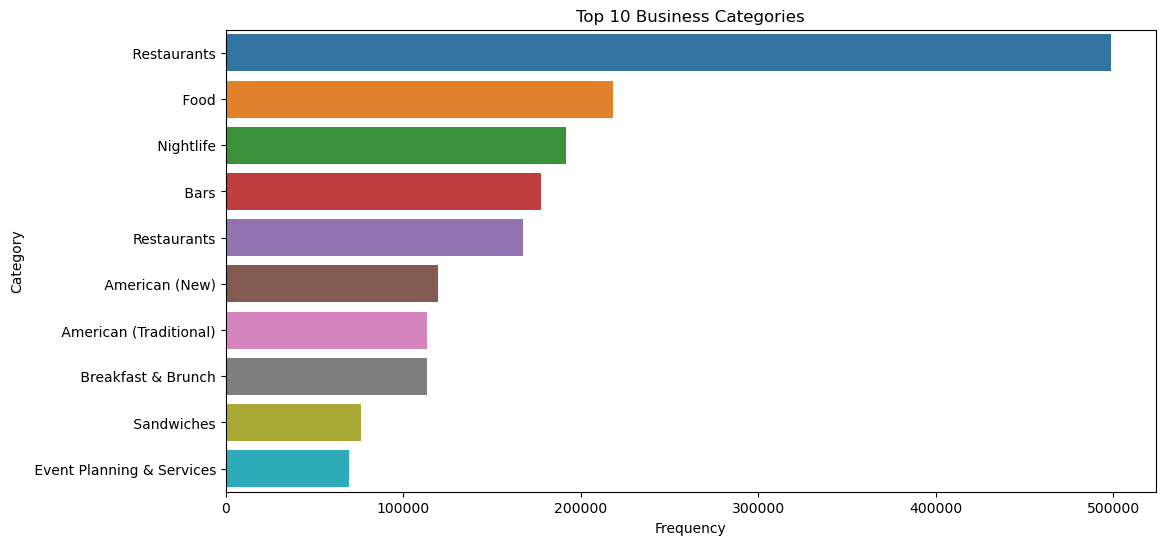 Top 10 Business Categories
Restaurants
Food
Nightlife
Bars
Restaurants
American (New)
American (Traditional)
Breakfast & Brunch
Sandwiches
Event Planning & Services
Category
0 100000 200000 300000 400000 500000
Frequency